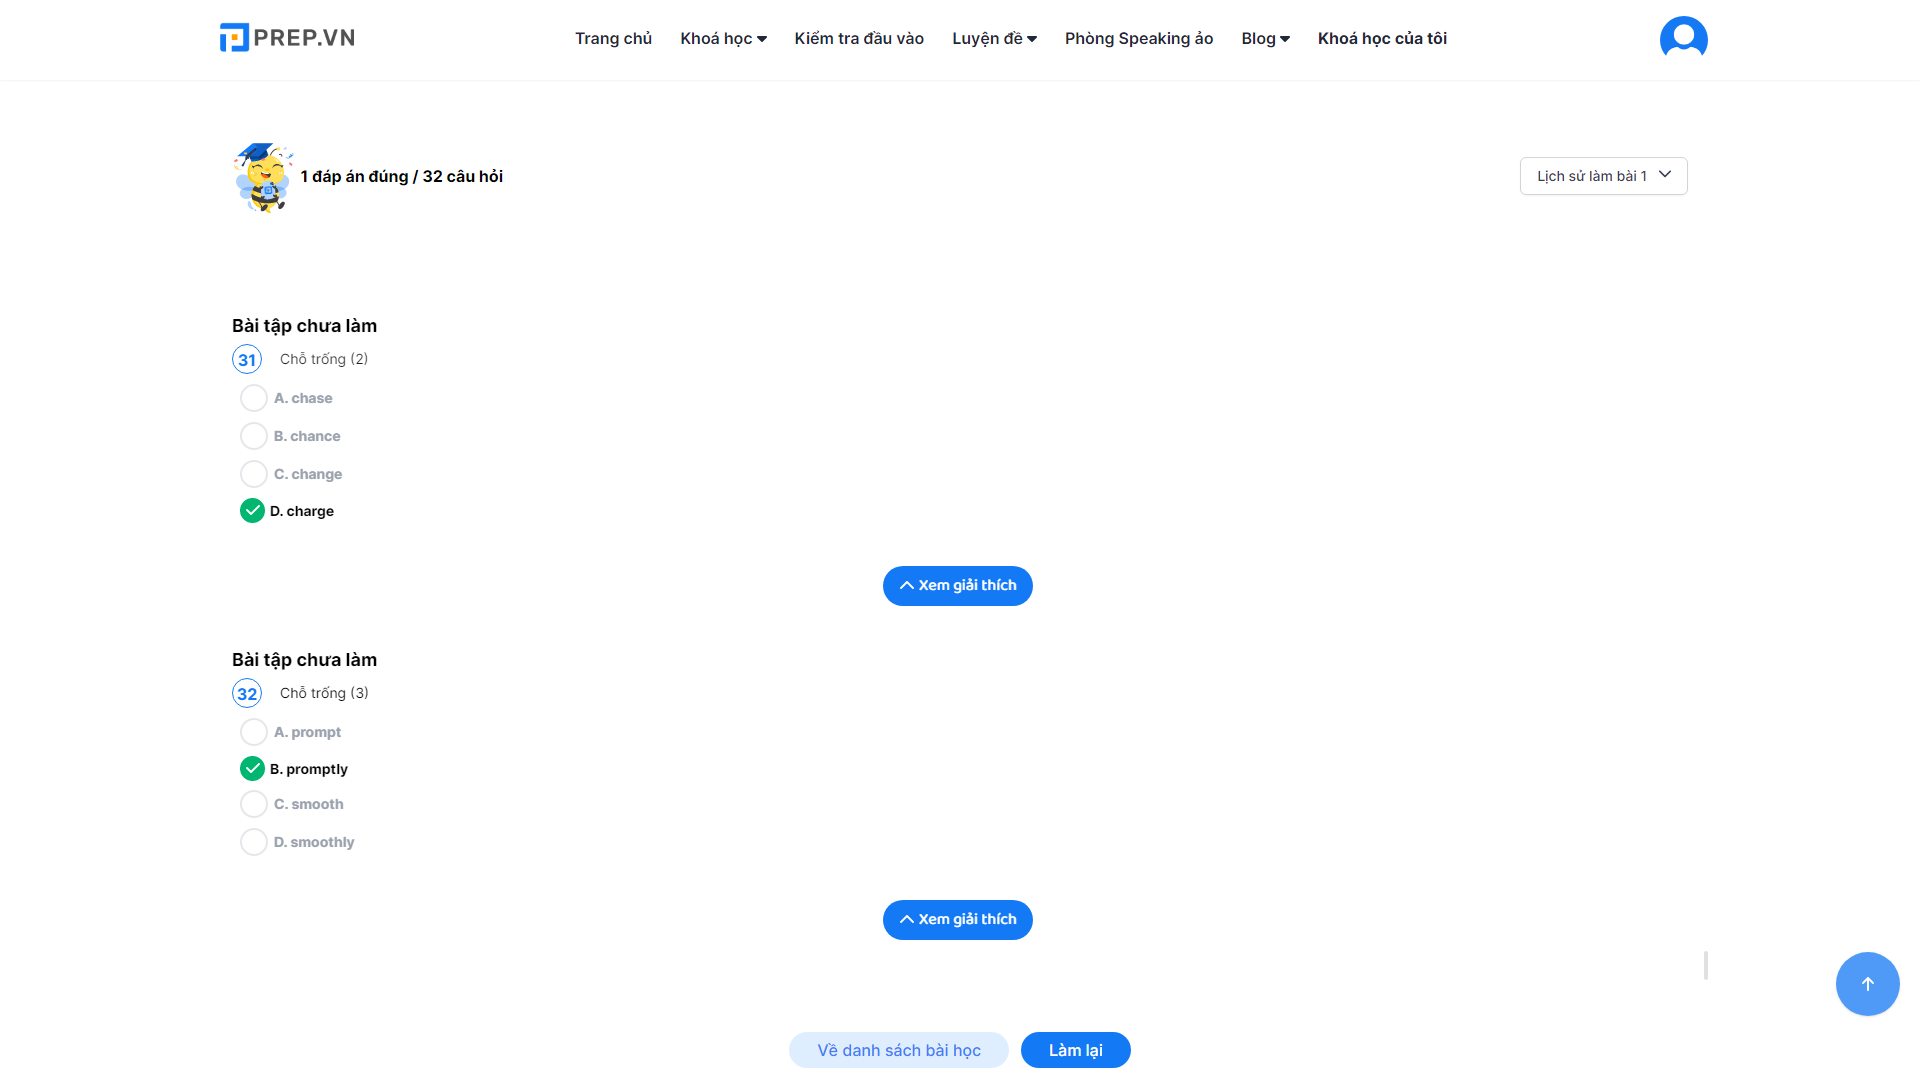 PREP.VN
Trang chủ Khoá học Kiểm tra đầu vào Luyện đề Phòng Speaking ảo Blog Khoá học của tôi
1 đáp án đúng / 32 câu hỏi
Lịch sử làm bài 1
Bài tập chưa làm
31 Chỗ trống (2)
A. chase
B. chance
C. change
D. charge
Xem giải thích
Bài tập chưa làm
32 Chỗ trống (3)
A. prompt
B. promptly
C. smooth
D. smoothly
Xem giải thích
Về danh sách bài học Làm lại